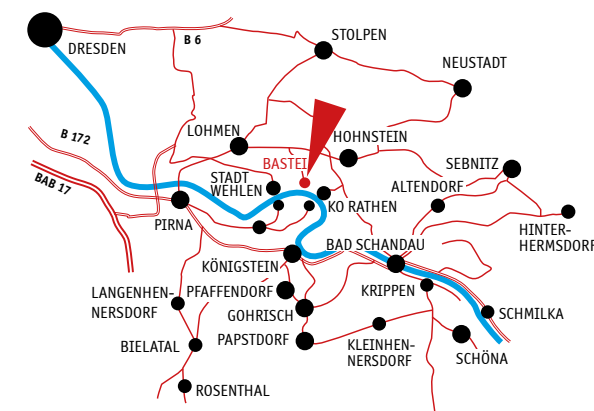 STOLPEN
B 6
DRESDEN
NEUSTADT
B 172
LOHMEN
HOHNSTEIN
BASTEI
SEBNITZ
BAB 17
STADT
WEHLEN
ALTENDORF
KO RATHEN
PIRNA
HINTER-
HERMSDORF
BAD SCHANDAU
KÖNIGSTEIN
LANGENHEN-
NERSDORF
PFAFFENDORF
KRIPPEN
GOHRISCH
SCHMILKA
PAPSTDORF
KLEINHEN-
NERSDORF
BIELATAL
SCHÖNA
ROSENTHAL